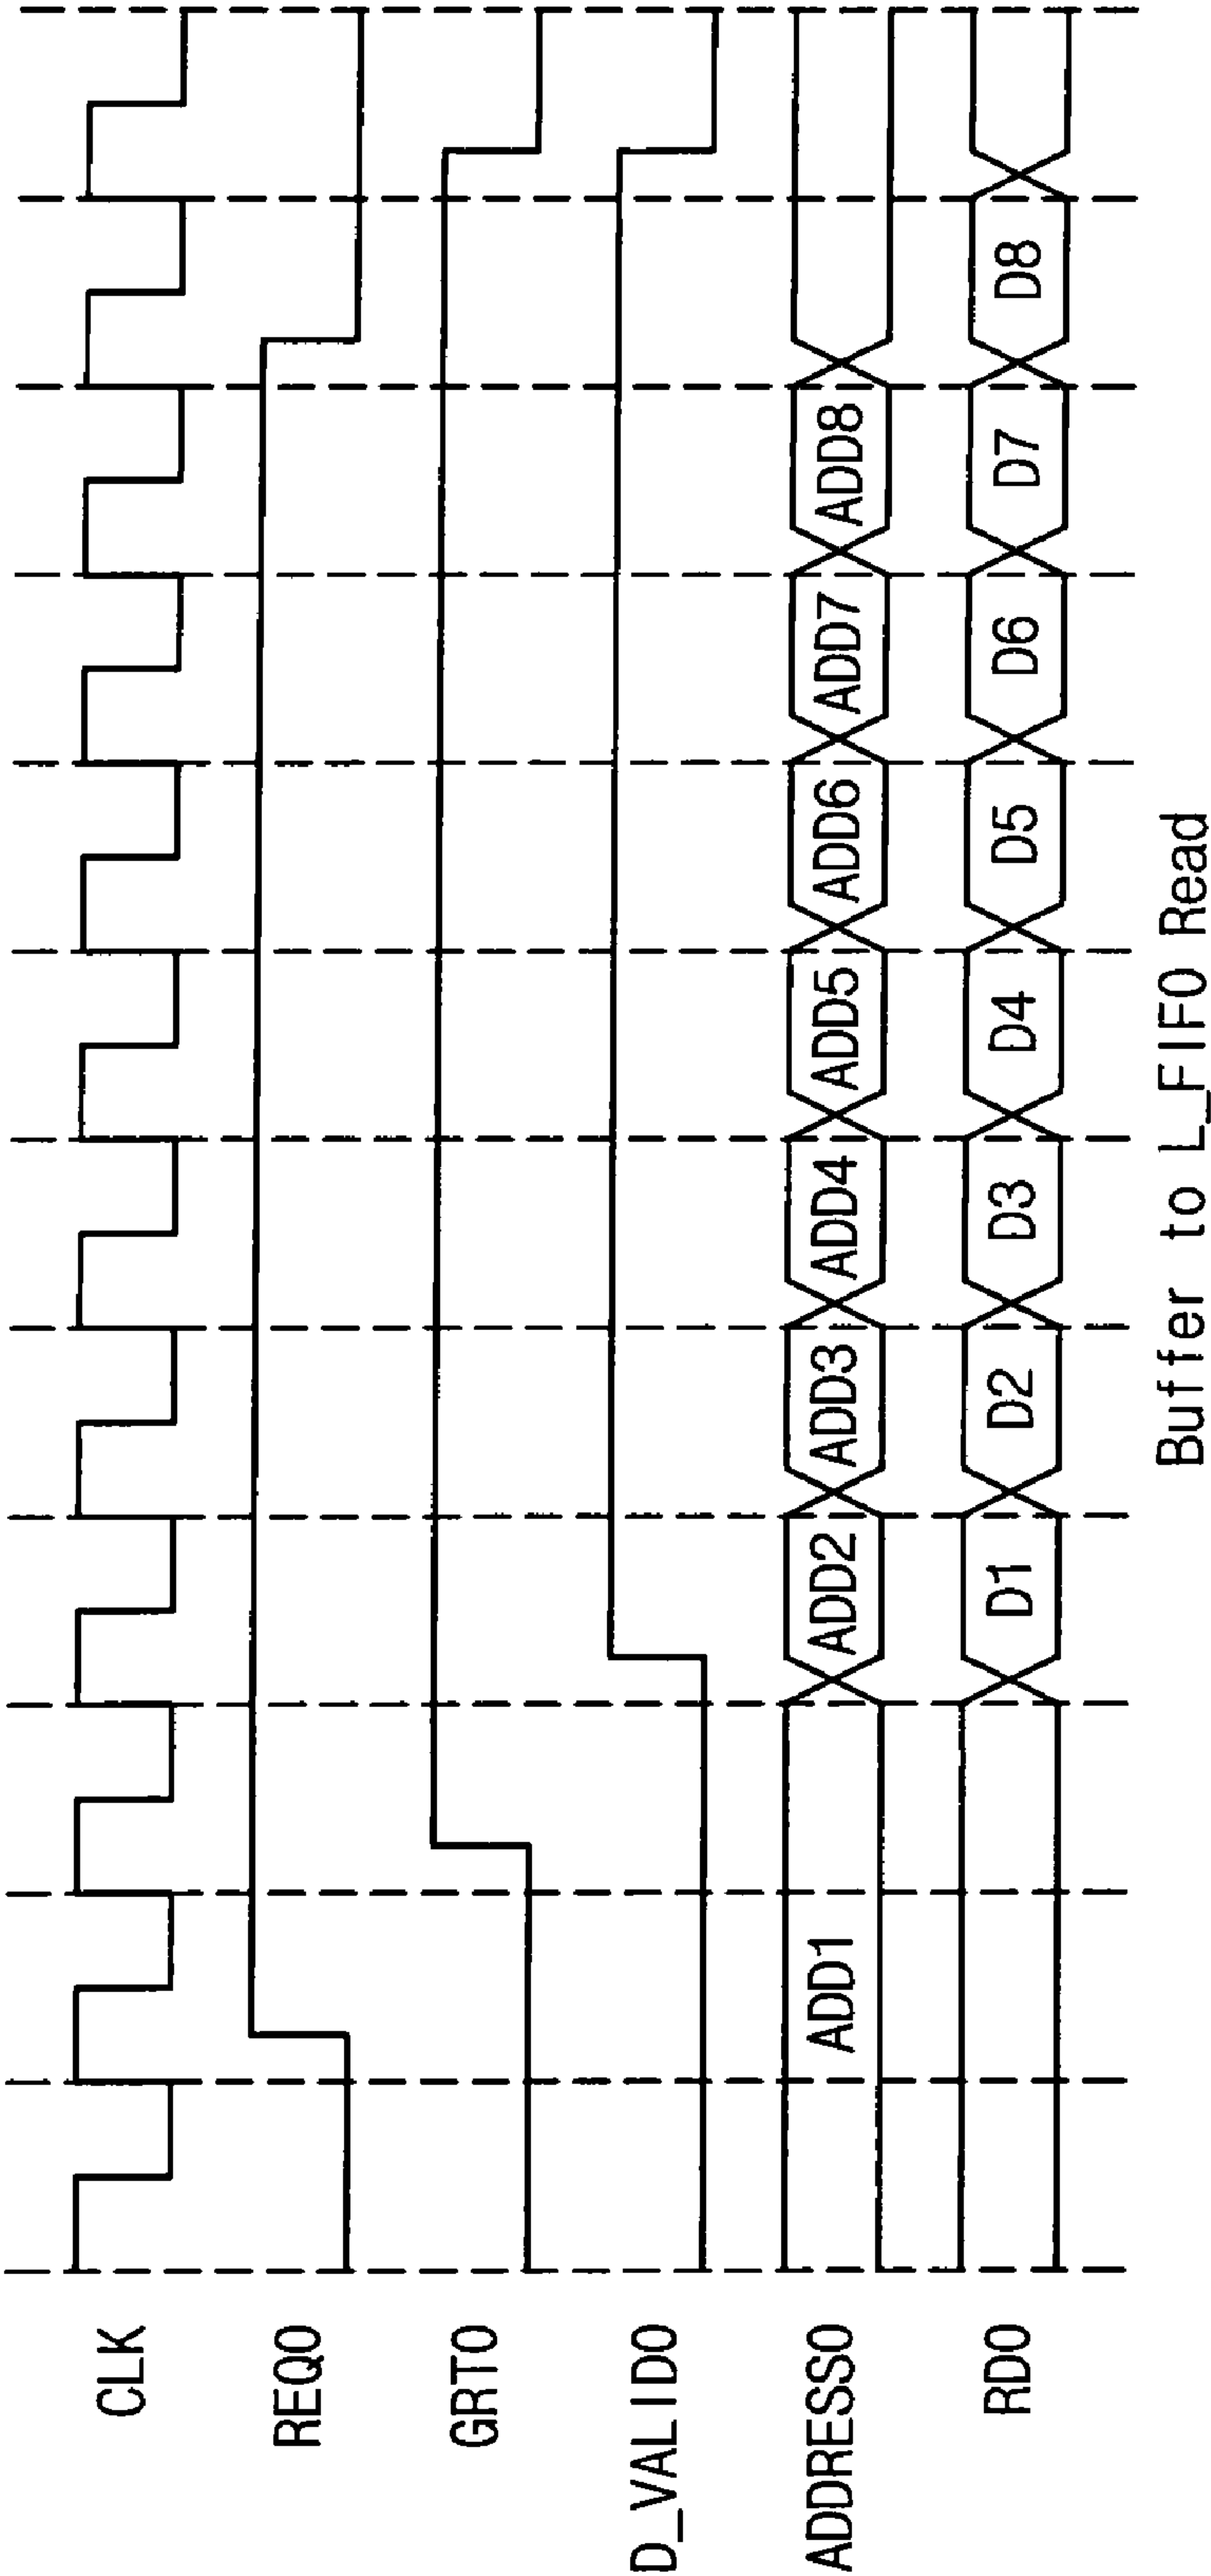 CLK
REQ0
GRT0
D_VALID0
ADDRESS0
ADD1 ADD2 ADD3 ADD4 ADD5 ADD6 ADD7 ADD8
RD0
D1 D2 D3 D4 D5 D6 D7 D8
Buffer to L_FIFO Read